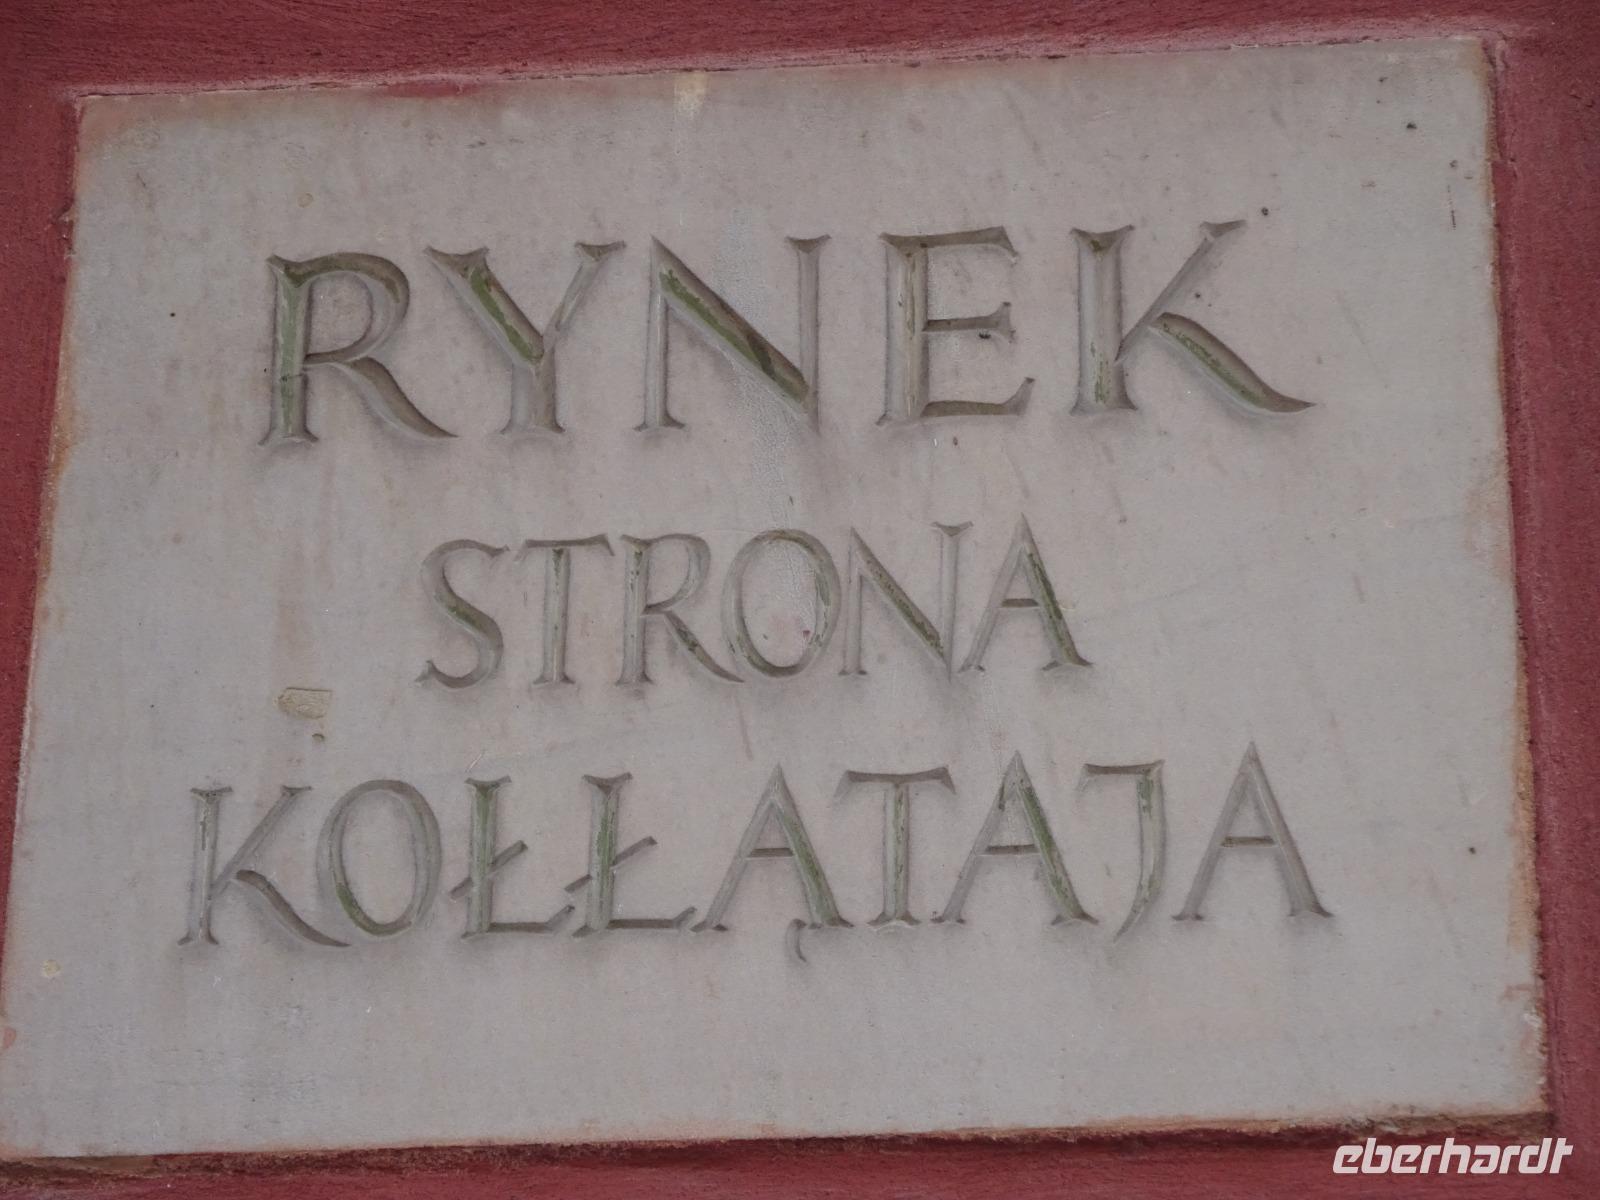 RYNEK
STRONA
KOŁŁĄTAJA
eberhardt